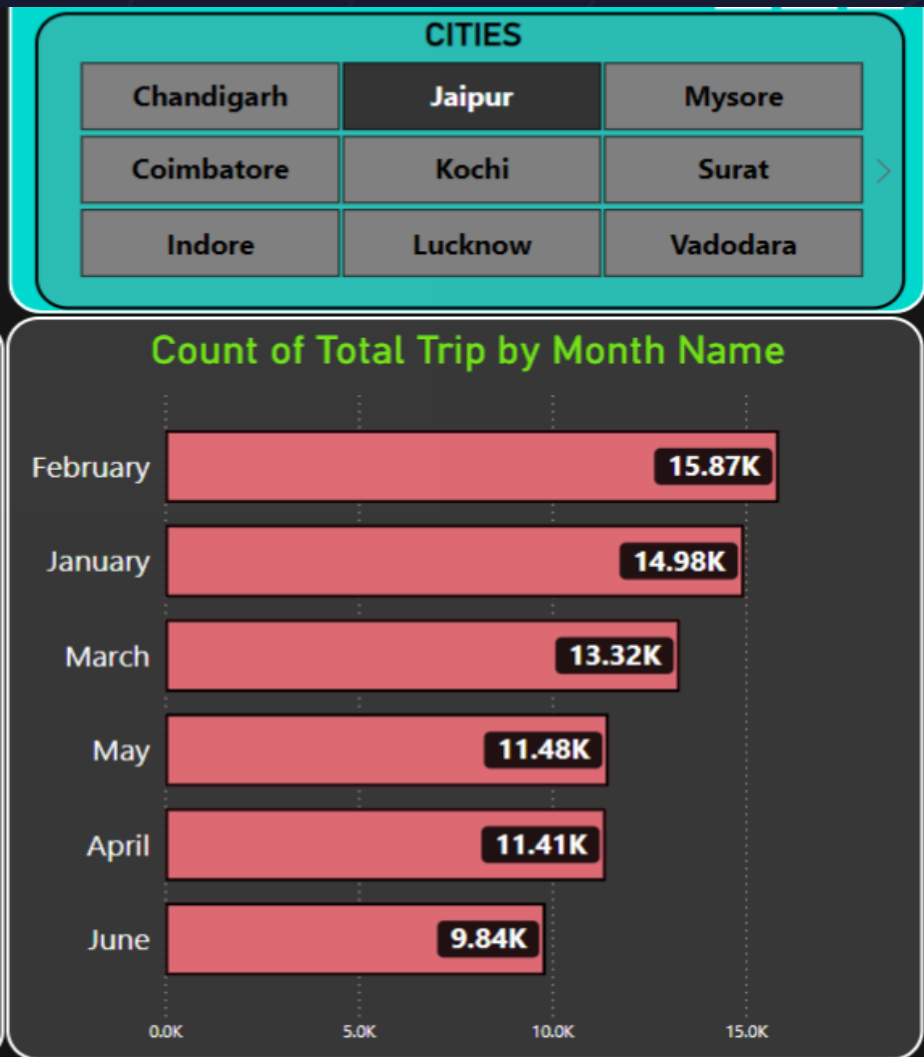 CITIES
Chandigarh Jaipur Mysore
Coimbatore Kochi Surat
Indore Lucknow Vadodara
Count of Total Trip by Month Name
February 15.87K
January 14.98K
March 13.32K
May 11.48K
April 11.41K
June 9.84K
0.0K 5.0K 10.0K 15.0K